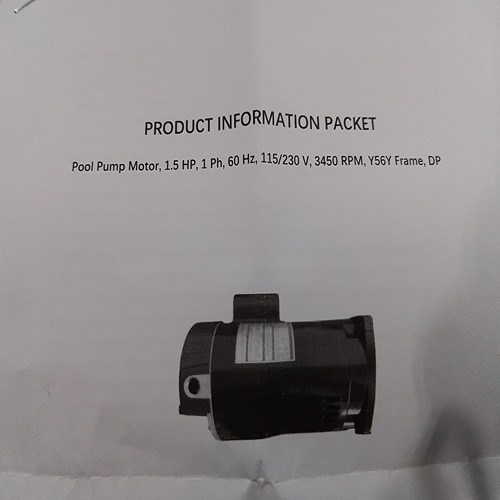 PRODUCT INFORMATION PACKET
Pool Pump Motor, 1.5 HP, 1 Ph, 60 Hz, 115/230 V, 3450 RPM, Y56Y Frame, DP